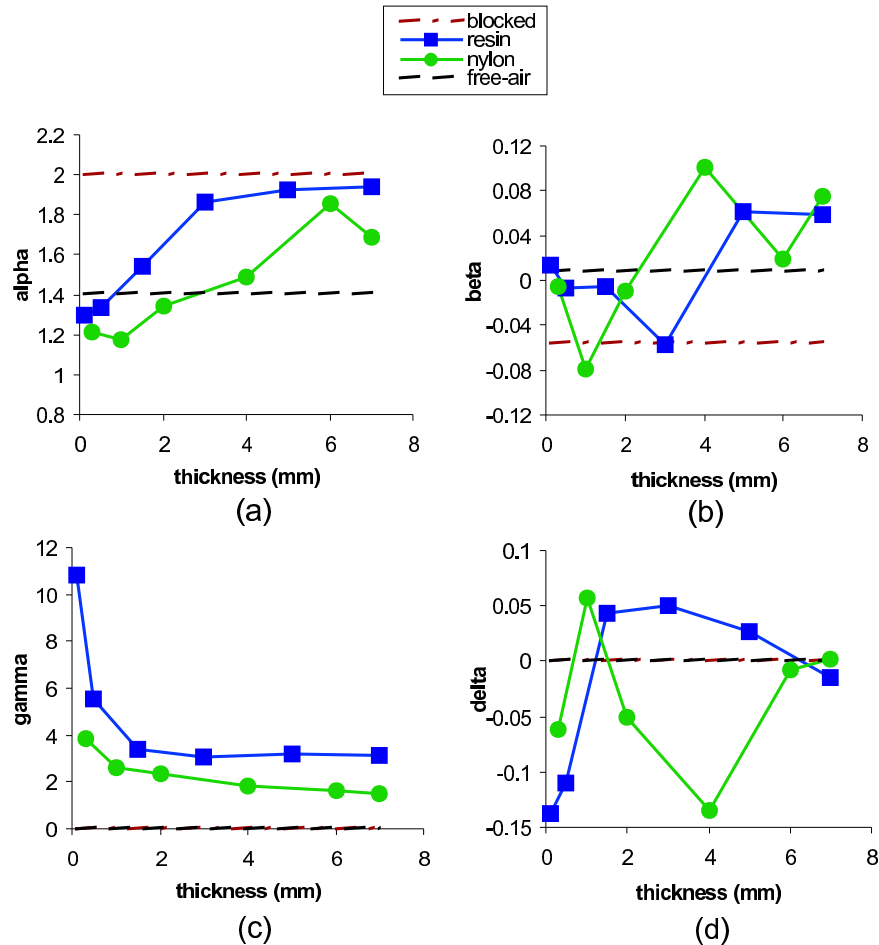 blocked
resin
nylon
free-air
2.2
2
1.8
1.6
1.4
1.2
1
0.8
alpha
0 2 4 6 8
thickness (mm)
(a)
0.12
0.08
0.04
0
-0.04
-0.08
-0.12
beta
0 2 4 6 8
thickness (mm)
(b)
12
10
8
6
4
2
0
gamma
0 2 4 6 8
thickness (mm)
(c)
0.1
0.05
0
-0.05
-0.1
-0.15
delta
0 2 4 6 8
thickness (mm)
(d)